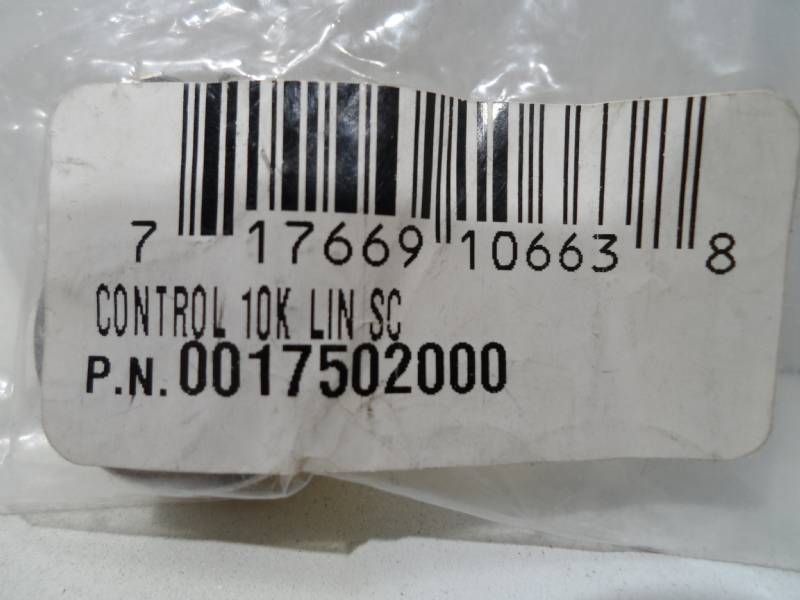 7 17669 10663 8
CONTROL 10K LIN SC
P.N. 0017502000